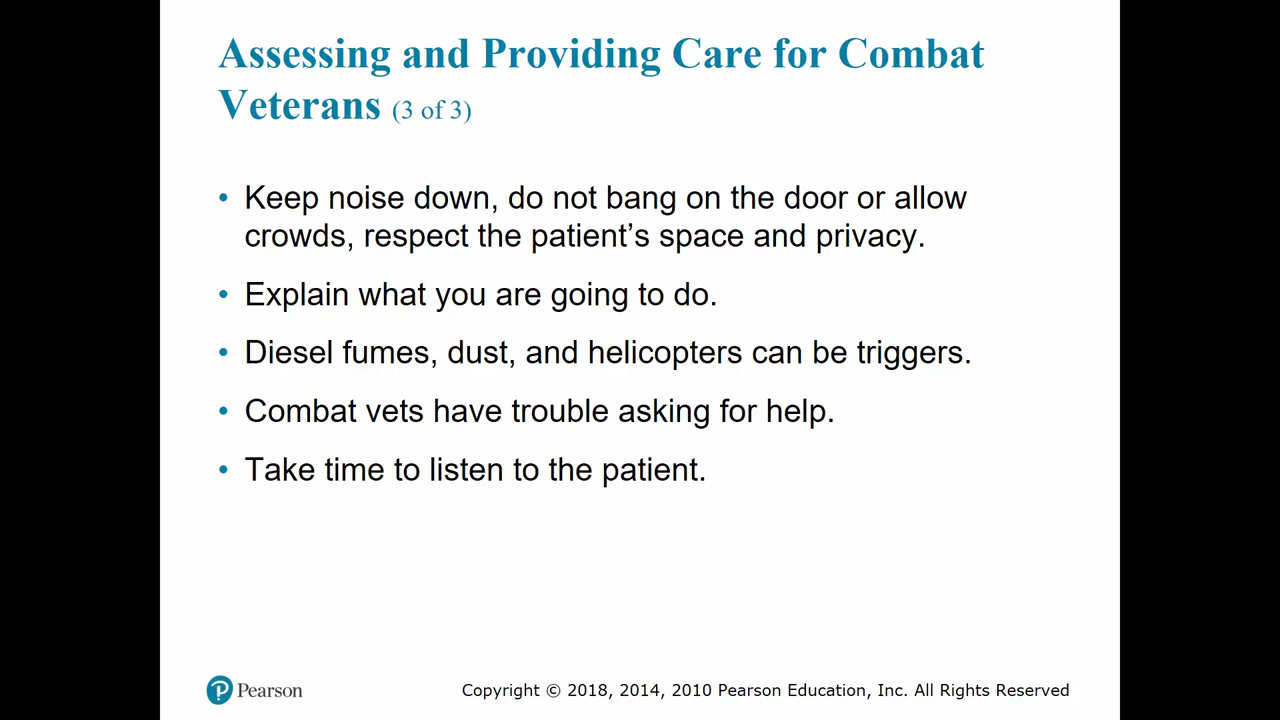 Assessing and Providing Care for Combat
Veterans (3 of 3)
• Keep noise down, do not bang on the door or allow
crowds, respect the patient’s space and privacy.
• Explain what you are going to do.
• Diesel fumes, dust, and helicopters can be triggers.
• Combat vets have trouble asking for help.
• Take time to listen to the patient.
P Pearson
Copyright © 2018, 2014, 2010 Pearson Education, Inc. All Rights Reserved